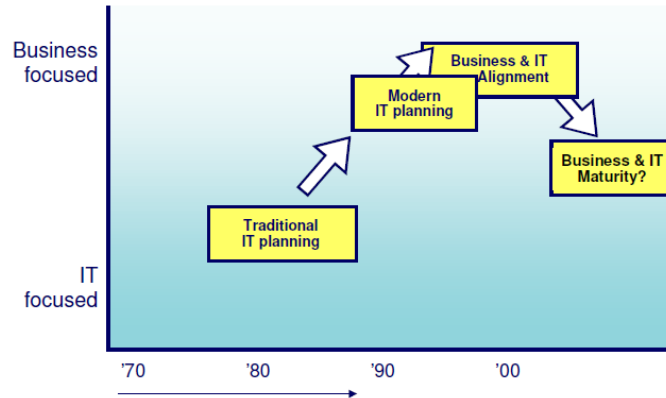 Business
focused
Business & IT
Alignment
Modern
IT planning
Business & IT
Maturity?
Traditional
IT planning
IT
focused
'70 '80 '90 '00